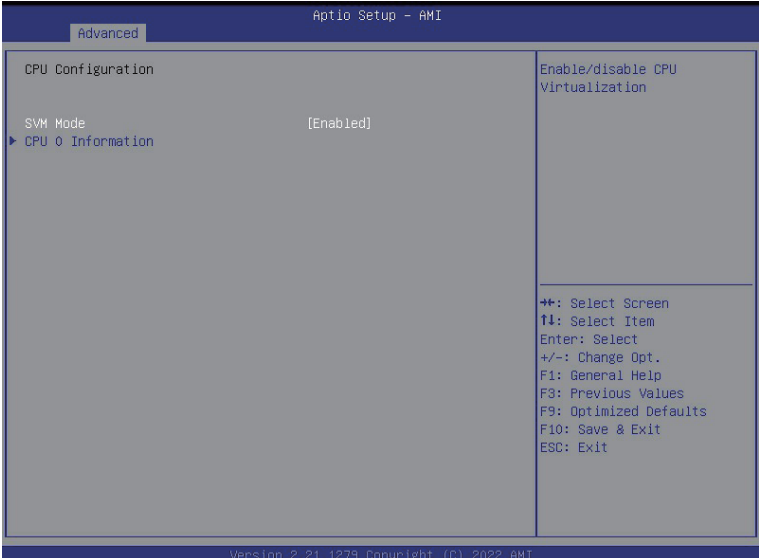 Aptio Setup – AMI
Advanced
CPU Configuration
SVM Mode [Enabled]
CPU 0 Information
Enable/disable CPU
Virtualization
→←: Select Screen
↑↓: Select Item
Enter: Select
+/-: Change Opt.
F1: General Help
F3: Previous Values
F9: Optimized Defaults
F10: Save & Exit
ESC: Exit
Version 2.21.1279 Copyright (C) 2022 AMI